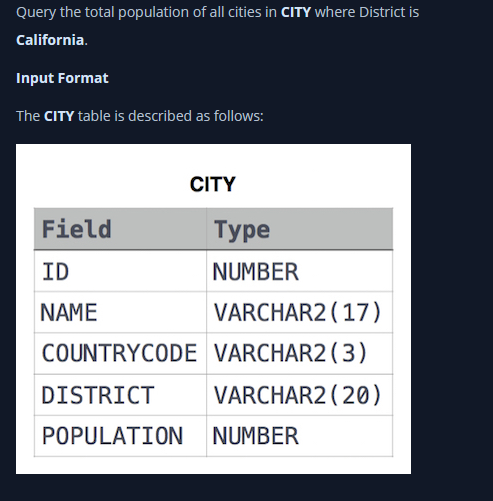 Query the total population of all cities in CITY where District is
California.
Input Format
The CITY table is described as follows:
CITY
Field Type
ID NUMBER
NAME VARCHAR2(17)
COUNTRYCODE VARCHAR2(3)
DISTRICT VARCHAR2(20)
POPULATION NUMBER